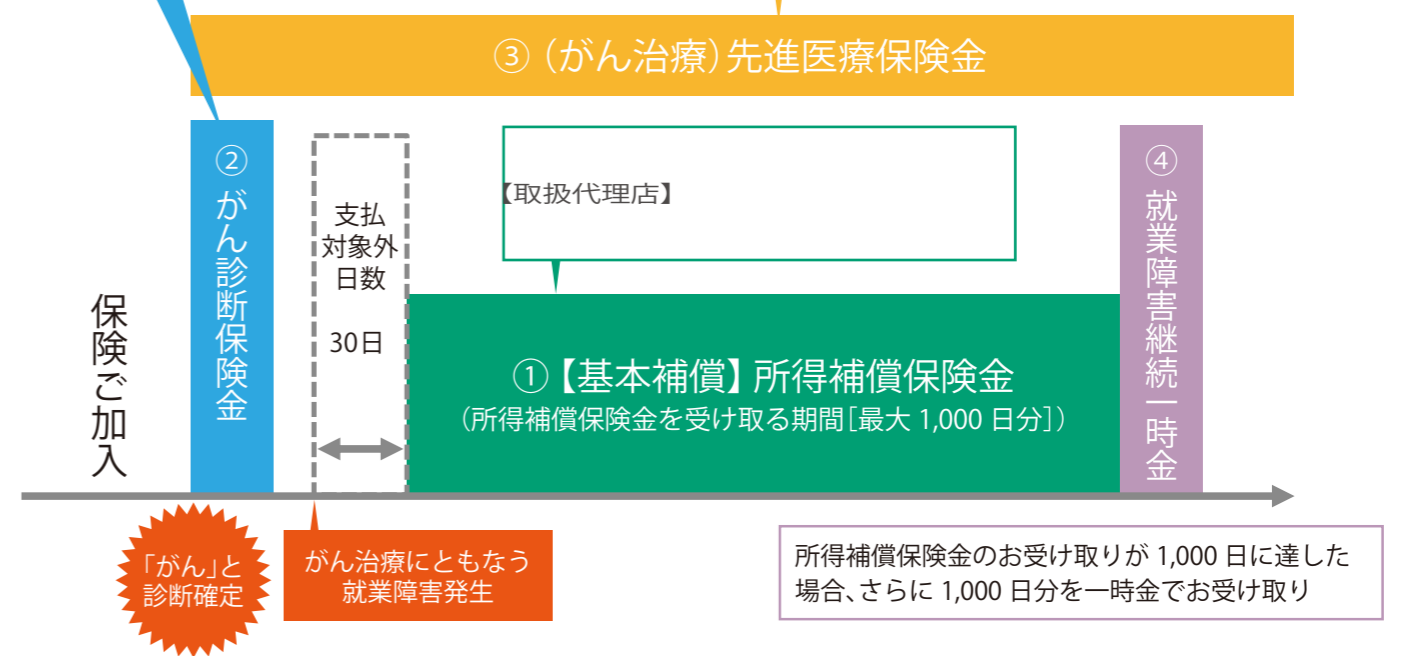 ③（がん治療）先進医療保険金
②がん診断保険金
支払
対象外
日数
30日
【取扱代理店】
①【基本補償】所得補償保険金
（所得補償保険金を受け取る期間［最大 1,000 日分］）
④就業障害継続一時金
保険ご加入
「がん」と
診断確定
がん治療にともなう
就業障害発生
所得補償保険金のお受け取りが 1,000 日に達した
場合、さらに 1,000 日分を一時金でお受け取り